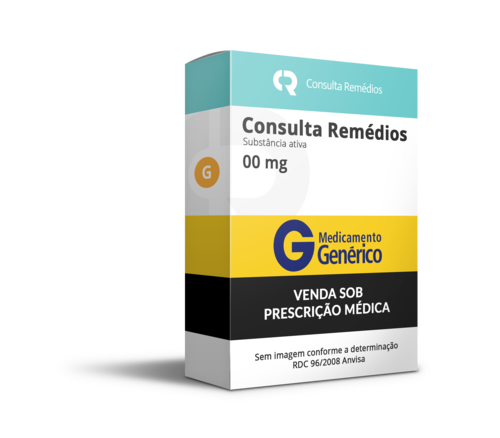 Consulta Remédios
Consulta Remédios
Substância ativa
00 mg
G
G Medicamento
Genérico
VENDA SOB
PRESCRIÇÃO MÉDICA
Sem imagem conforme a determinação
RDC 96/2008 Anvisa